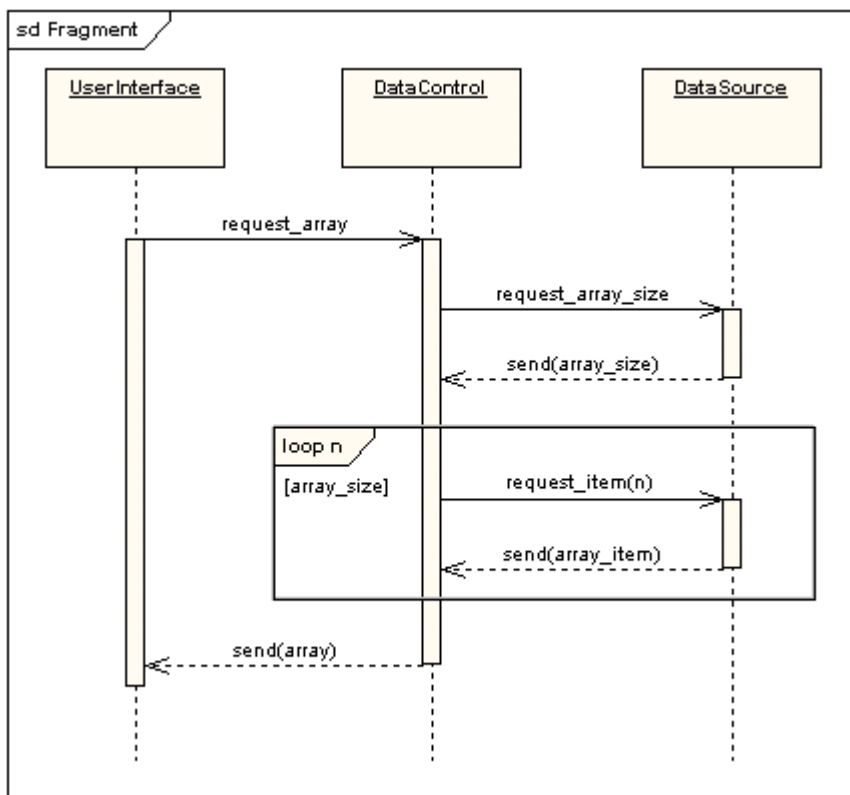 sd Fragment
UserInterface
DataControl
DataSource
request_array
request_array_size
send(array_size)
loop n
[array_size]
request_item(n)
send(array_item)
send(array)